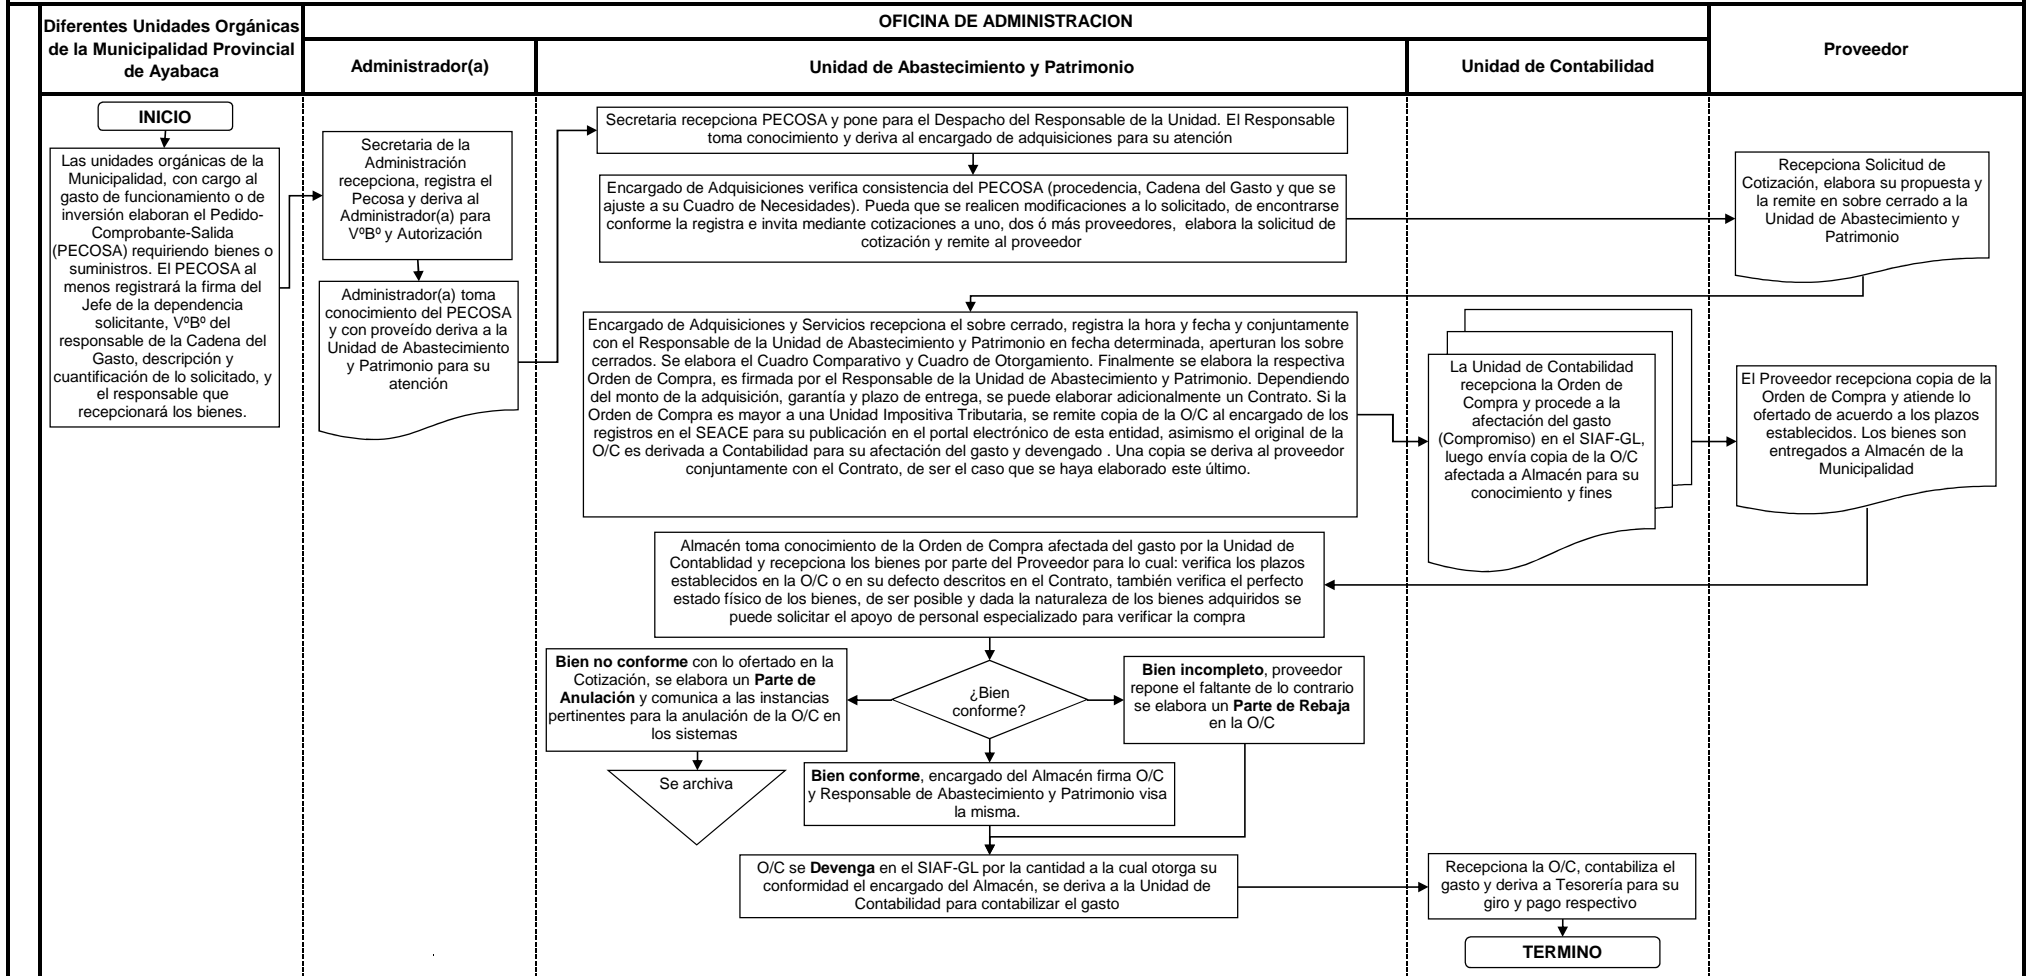 Diferentes Unidades Orgánicas
de la Municipalidad Provincial
de Ayabaca
OFICINA DE ADMINISTRACION
Administrador(a)
Unidad de Abastecimiento y Patrimonio
Unidad de Contabilidad
Proveedor
INICIO
Las unidades orgánicas de la
Municipalidad, con cargo al
gasto de funcionamiento o de
inversión elaboran el Pedido-
Comprobante-Salida
(PECOSA) requiriendo bienes o
suministros. El PECOSA al
menos registrará la firma del
Jefe de la dependencia
solicitante, VºBº del
responsable de la Cadena del
Gasto, descripción y
cuantificación de lo solicitado, y
el responsable que
recepcionará los bienes.
Secretaria de la
Administración
recepciona, registra el
Pecosa y deriva al
Administrador(a) para
VºBº y Autorización
Administrador(a) toma
conocimiento del PECOSA
y con proveído deriva a la
Unidad de Abastecimiento
y Patrimonio para su
atención
Secretaria recepciona PECOSA y pone para el Despacho del Responsable de la Unidad. El Responsable
toma conocimiento y deriva al encargado de adquisiciones para su atención
Encargado de Adquisiciones verifica consistencia del PECOSA (procedencia, Cadena del Gasto y que se
ajuste a su Cuadro de Necesidades). Pueda que se realicen modificaciones a lo solicitado, de encontrarse
conforme la registra e invita mediante cotizaciones a uno, dos ó más proveedores, elabora la solicitud de
cotización y remite al proveedor
Recepciona Solicitud de
Cotización, elabora su propuesta y
la remite en sobre cerrado a la
Unidad de Abastecimiento y
Patrimonio
Encargado de Adquisiciones y Servicios recepciona el sobre cerrado, registra la hora y fecha y conjuntamente
con el Responsable de la Unidad de Abastecimiento y Patrimonio en fecha determinada, aperturan los sobre
cerrados. Se elabora el Cuadro Comparativo y Cuadro de Otorgamiento. Finalmente se elabora la respectiva
Orden de Compra, es firmada por el Responsable de la Unidad de Abastecimiento y Patrimonio. Dependiendo
del monto de la adquisición, garantía y plazo de entrega, se puede elaborar adicionalmente un Contrato. Si la
Orden de Compra es mayor a una Unidad Impositiva Tributaria, se remite copia de la O/C al encargado de los
registros en el SEACE para su publicación en el portal electrónico de esta entidad, asimismo el original de la
O/C es derivada a Contabilidad para su afectación del gasto y devengado . Una copia se deriva al proveedor
conjuntamente con el Contrato, de ser el caso que se haya elaborado este último.
La Unidad de Contabilidad
recepciona la Orden de
Compra y procede a la
afectación del gasto
(Compromiso) en el SIAF-GL,
luego envía copia de la O/C
afectada a Almacén para su
conocimiento y fines
El Proveedor recepciona copia de la
Orden de Compra y atiende lo
ofertado de acuerdo a los plazos
establecidos. Los bienes son
entregados a Almacén de la
Municipalidad
Almacén toma conocimiento de la Orden de Compra afectada del gasto por la Unidad de
Contablidad y recepciona los bienes por parte del Proveedor para lo cual: verifica los plazos
establecidos en la O/C o en su defecto descritos en el Contrato, también verifica el perfecto
estado físico de los bienes, de ser posible y dada la naturaleza de los bienes adquiridos se
puede solicitar el apoyo de personal especializado para verificar la compra
Bien no conforme con lo ofertado en la
Cotización, se elabora un Parte de
Anulación y comunica a las instancias
pertinentes para la anulación de la O/C en
los sistemas
¿Bien
conforme?
Bien incompleto, proveedor
repone el faltante de lo contrario
se elabora un Parte de Rebaja
en la O/C
Se archiva
Bien conforme, encargado del Almacén firma O/C
y Responsable de Abastecimiento y Patrimonio visa
la misma.
O/C se Devenga en el SIAF-GL por la cantidad a la cual otorga su
conformidad el encargado del Almacén, se deriva a la Unidad de
Contabilidad para contabilizar el gasto
Recepciona la O/C, contabiliza el
gasto y deriva a Tesorería para su
giro y pago respectivo
TERMINO